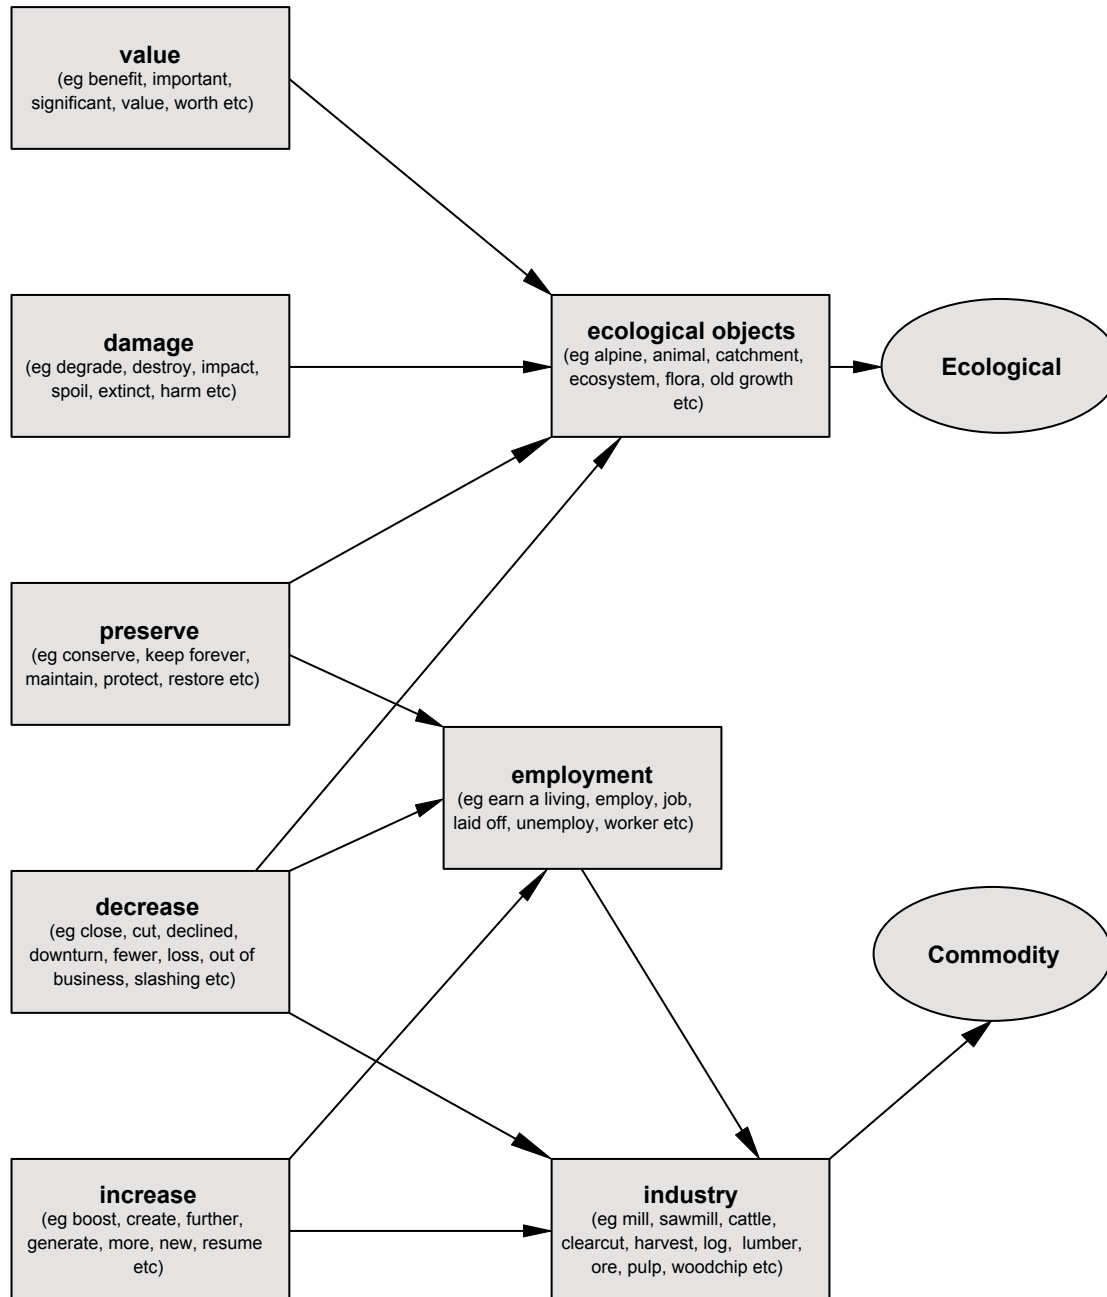 value
(eg benefit, important,
significant, value, worth etc)
damage
(eg degrade, destroy, impact,
spoil, extinct, harm etc)
ecological objects
(eg alpine, animal, catchment,
ecosystem, flora, old growth
etc)
Ecological
preserve
(eg conserve, keep forever,
maintain, protect, restore etc)
employment
(eg earn a living, employ, job,
laid off, unemploy, worker etc)
decrease
(eg close, cut, declined,
downturn, fewer, loss, out of
business, slashing etc)
Commodity
increase
(eg boost, create, further,
generate, more, new, resume
etc)
industry
(eg mill, sawmill, cattle,
clearcut, harvest, log, lumber,
ore, pulp, woodchip etc)